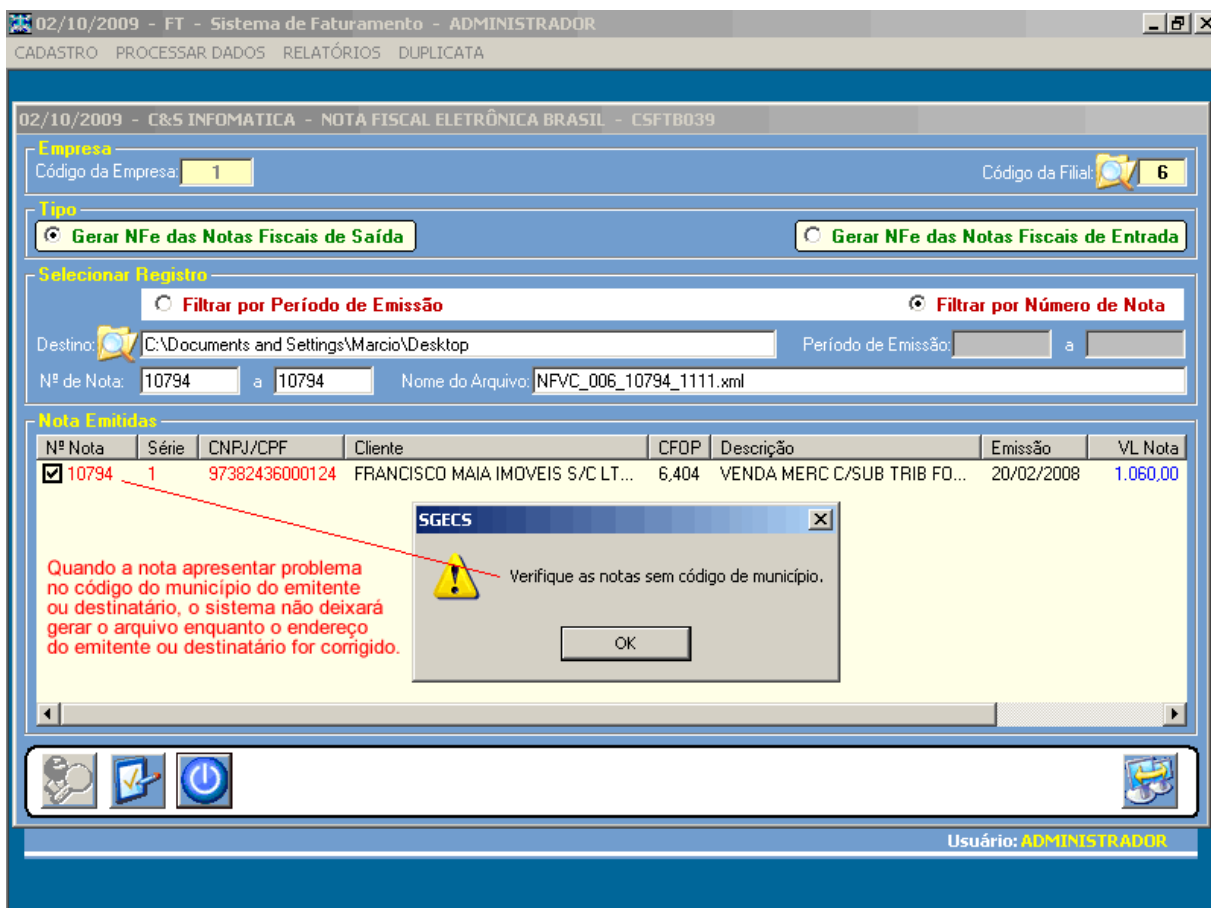 02/10/2009 - FT - Sistema de Faturamento - ADMINISTRADOR
CADASTRO PROCESSAR DADOS RELATÓRIOS DUPLICATA
02/10/2009 - C&S INFOMATICA - NOTA FISCAL ELETRÔNICA BRASIL - CSFTB039
Empresa
Código da Empresa: 1 Código da Filial: 6
Tipo
Gerar NFe das Notas Fiscais de Saída Gerar NFe das Notas Fiscais de Entrada
Selecionar Registro
Filtrar por Período de Emissão Filtrar por Número de Nota
Destino: C:\Documents and Settings\Marcio\Desktop Período de Emissão: a
Nº de Nota: 10794 a 10794 Nome do Arquivo: NFVC_006_10794_1111.xml
Nota Emitidas
Nº Nota Série CNPJ/CPF Cliente CFOP Descrição Emissão VL Nota
10794 1 97382436000124 FRANCISCO MAIA IMOVEIS S/C LT... 6,404 VENDA MERC C/SUB TRIB FO... 20/02/2008 1.060,00
SGECS
Verifique as notas sem código de município.
OK
Quando a nota apresentar problema
no código do município do emitente
ou destinatário, o sistema não deixará
gerar o arquivo enquanto o endereço
do emitente ou destinatário for corrigido.
Usuário: ADMINISTRADOR